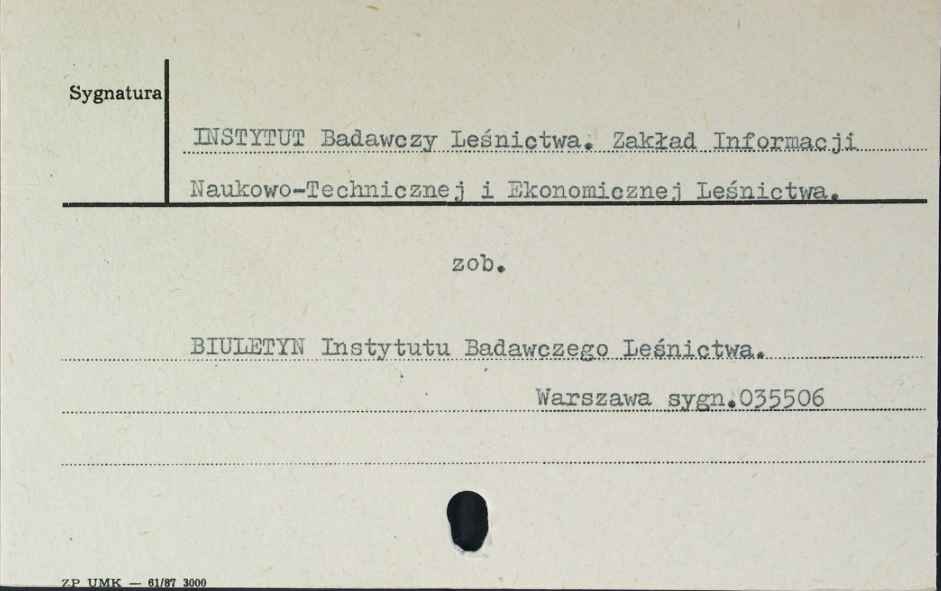 Sygnatura
INSTYTUT Badawczy Leśnictwa. Zakład Informacji
Naukowo-Technicznej i Ekonomicznej Leśnictwa.
zob.
BIULETYN Instytutu Badawczego Leśnictwa.
Warszawa sygn.035506
ZP UMK — 61/87 3000